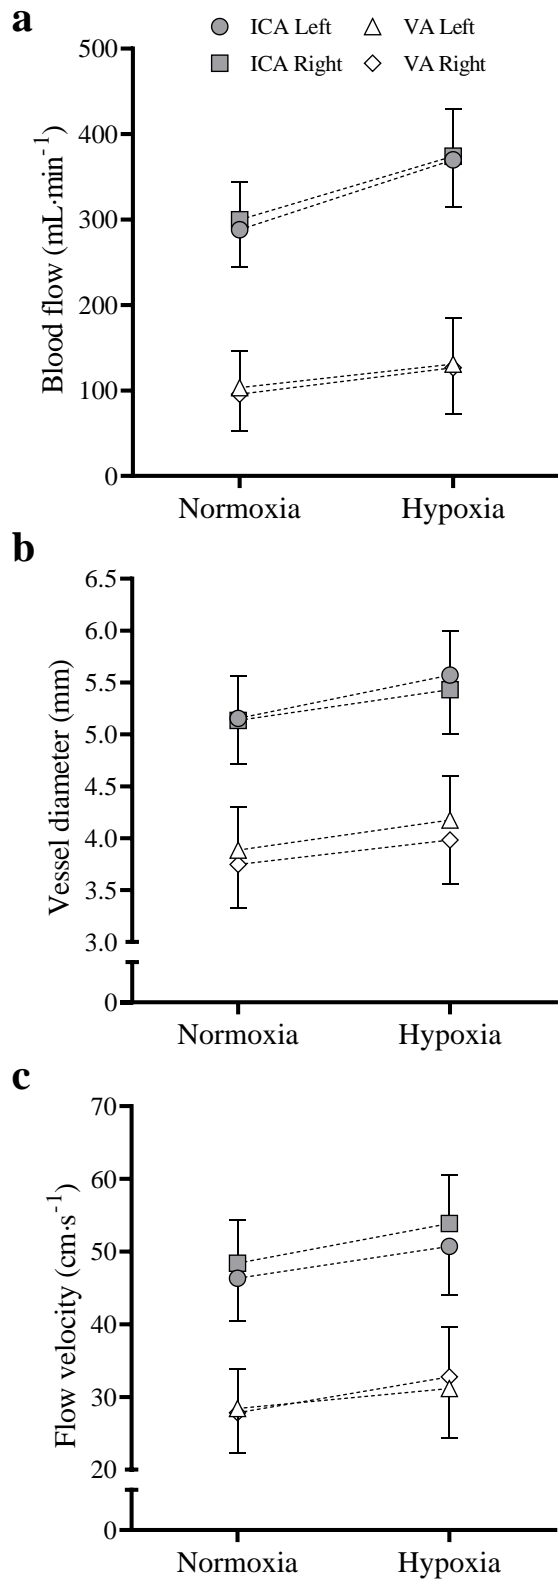 a
ICA Left
VA Left
ICA Right
VA Right
Blood flow (mL·min-1)
500
400
300
200
100
0
Normoxia
Hypoxia
b
Vessel diameter (mm)
6.5
6.0
5.5
5.0
4.5
4.0
3.5
3.0
0
Normoxia
Hypoxia
c
Flow velocity (cm·s-1)
70
60
50
40
30
20
0
Normoxia
Hypoxia